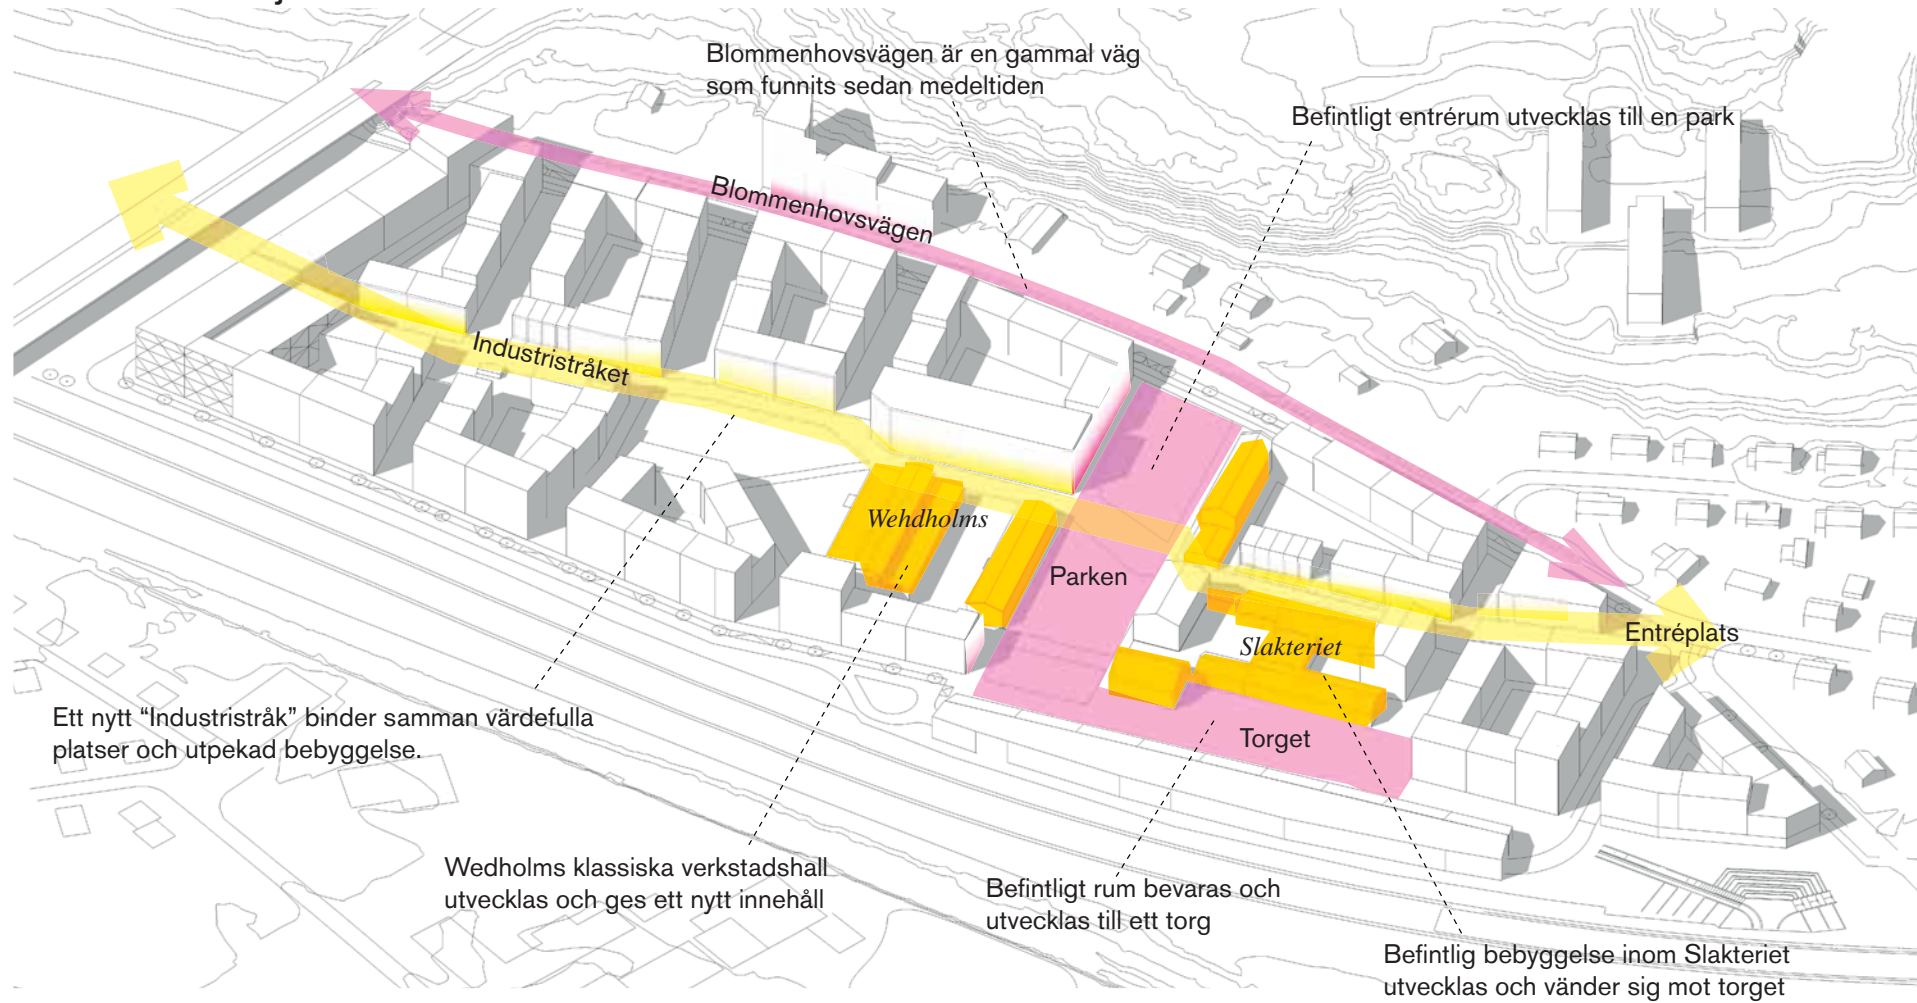 Blommenhovsvägen är en gammal väg
som funnits sedan medeltiden
Befintligt entrérum utvecklas till en park
Blommenhovsvägen
Industristråket
Wehdholms
Parken
Slakteriet
Entréplats
Torget
Ett nytt “Industristråk” binder samman värdefulla
platser och utpekad bebyggelse.
Wedholms klassiska verkstadshall
utvecklas och ges ett nytt innehåll
Befintligt rum bevaras och
utvecklas till ett torg
Befintlig bebyggelse inom Slakteriet
utvecklas och vänder sig mot torget